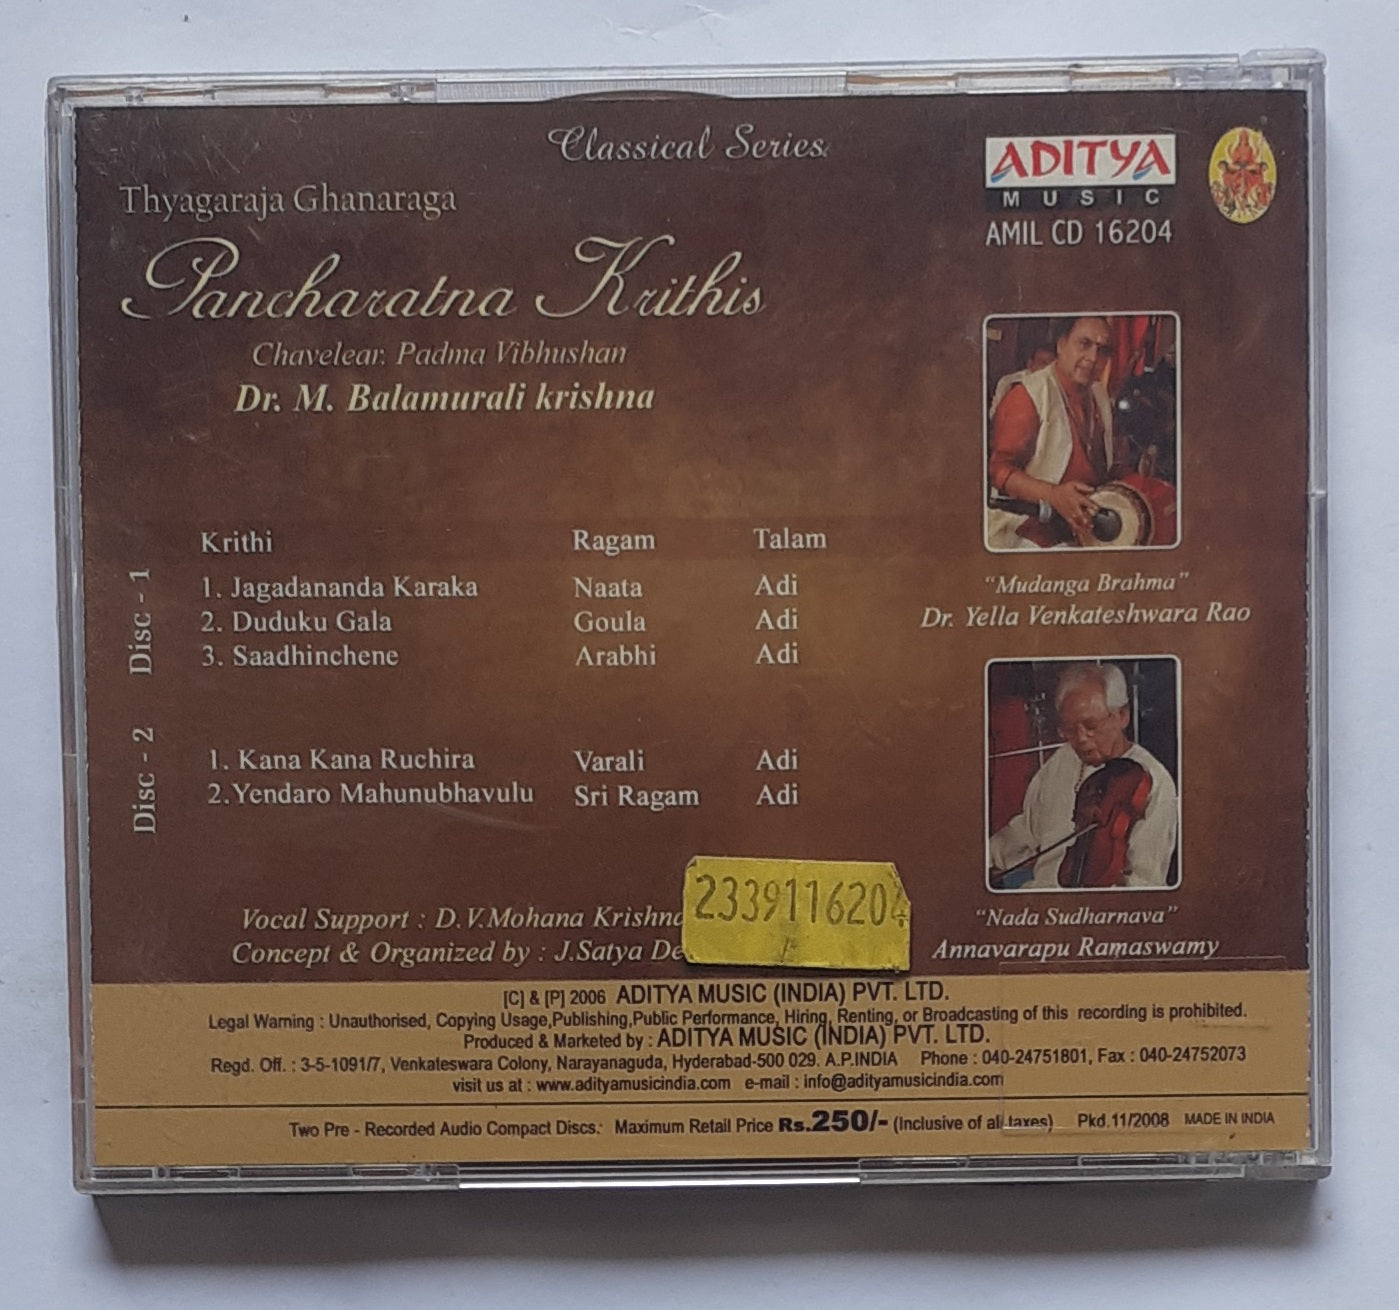 Classical Series
Thyagaraja Ghanaraga
ADITYA
MUSIC
AMIL CD 16204
Pancharatna Krithis
Chavelear. Padma Vibhushan
Dr. M. Balamurali krishna
Krithi Ragam Talam
Disc - 1
1. Jagadananda Karaka Naata Adi
2. Duduku Gala Goula Adi
3. Saadhinchene Arabhi Adi
"Mudanga Brahma"
Dr. Yella Venkateshwara Rao
Disc - 2
1. Kana Kana Ruchira Varali Adi
2.Yendaro Mahunubhavulu Sri Ragam Adi
2339116204
Vocal Support : D.V.Mohana
Concept & Organized by : J.Satya
"Nada Sudharnava"
Annavarapu Ramaswamy
[C] & [P] 2006 ADITYA MUSIC (INDIA) PVT. LTD.
Legal Warning : Unauthorised, Copying Usage,Publishing,Public Performance, Hiring, Renting, or Broadcasting of this recording is prohibited.
Produced & Marketed by : ADITYA MUSIC (INDIA) PVT. LTD.
Regd. Off. : 3-5-1091/7, Venkateswara Colony, Narayanaguda, Hyderabad-500 029. A.P.INDIA Phone : 040-24751801, Fax : 040-24752073
visit us at : www.adityamusicindia.com e-mail : info@adityamusicindia.com
Two Pre - Recorded Audio Compact Discs. Maximum Retail Price Rs.250/- (Inclusive of all taxes) Pkd.11/2008 MADE IN INDIA